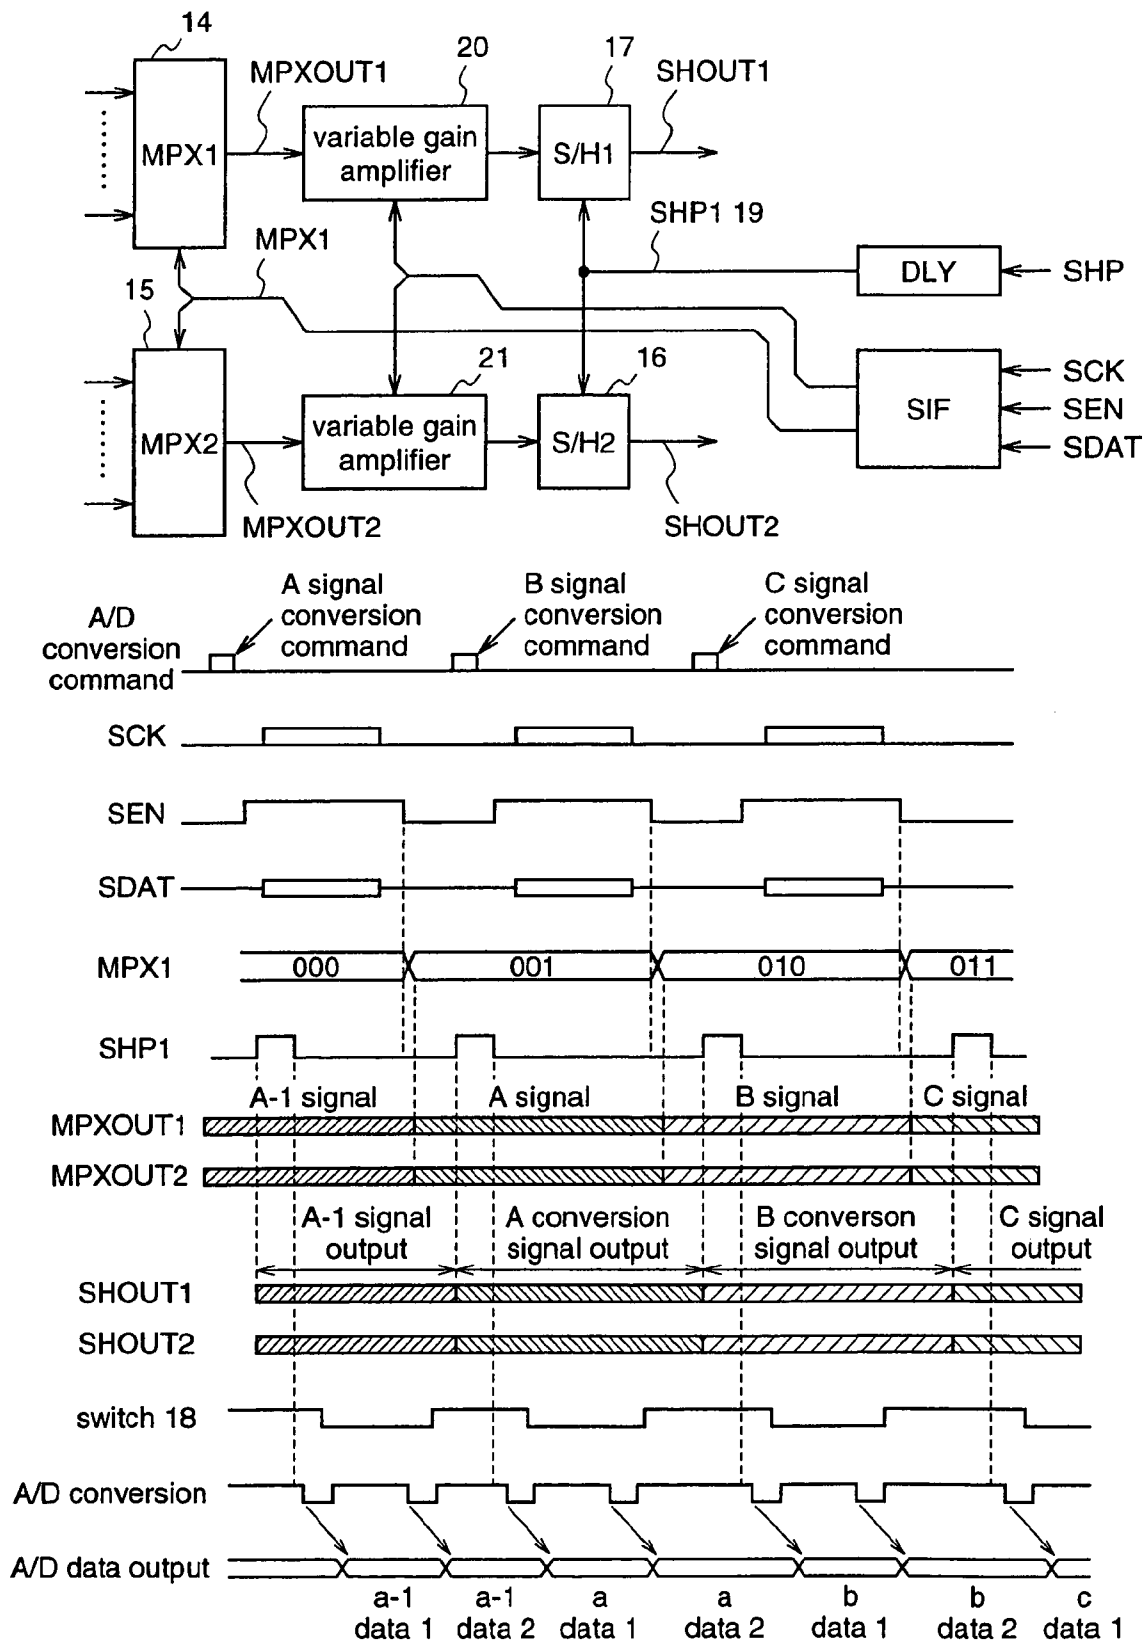 14
20
17
MPXOUT1
SHOUT1
MPX1
variable gain
amplifier
S/H1
MPX1
SHP1 19
DLY
SHP
15
21
16
SCK
SEN
SDAT
SIF
MPX2
variable gain
amplifier
S/H2
MPXOUT2
SHOUT2
A signal
conversion
command
B signal
conversion
command
C signal
conversion
command
A/D
conversion
command
SCK
SEN
SDAT
MPX1
000
001
010
011
SHP1
A-1 signal
A signal
B signal
C signal
MPXOUT1
MPXOUT2
A-1 signal
output
A conversion
signal output
B converson
signal output
C signal
output
SHOUT1
SHOUT2
switch 18
A/D conversion
A/D data output
a-1
data 1
a-1
data 2
a
data 1
a
data 2
b
data 1
b
data 2
c
data 1